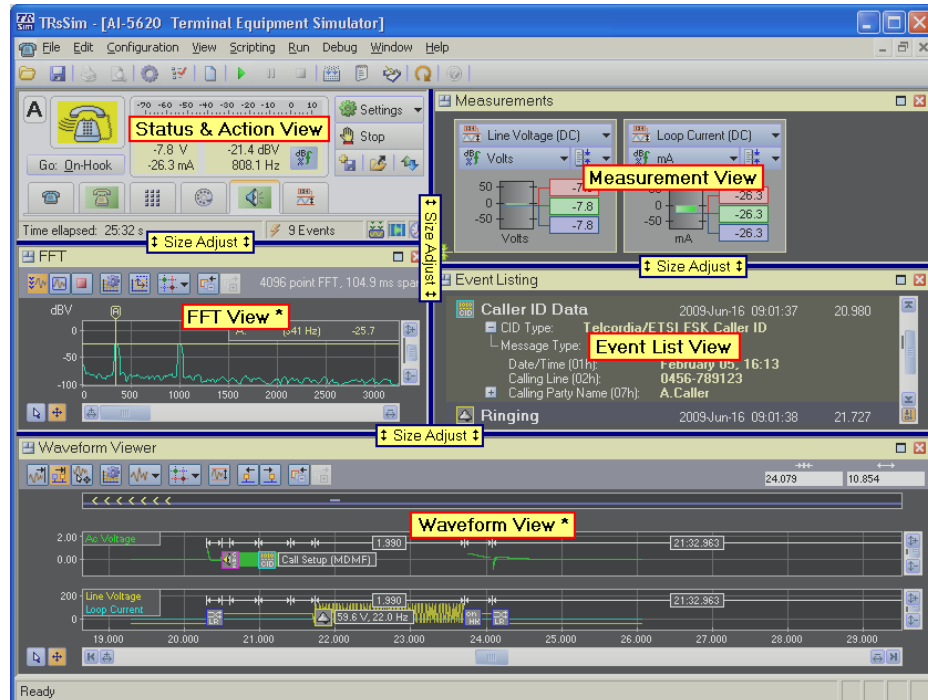 TRsSim - [AI-5620 Terminal Equipment Simulator]
File Edit Configuration View Scripting Run Debug Window Help
A
-70 -60 -50 -40 -30 -20 -10 0 10
Status & Action View
-7.8 V -21.4 dBV
-26.3 mA 808.1 Hz
Settings
Stop
Go: On-Hook
Time ellapsed: 25:32 s
9 Events
Size Adjust
Size Adjust
Measurements
Line Voltage (DC)
Volts
50
0
-50
Volts
-7.8
-7.8
Loop Current (DC)
mA
50
0
-50
mA
-26.3
-26.3
-26.3
Measurement View
Size Adjust
FFT
4096 point FFT, 104.9 ms span
dBV
A
FFT View *
A: (341 Hz) -25.7
0
-50
-100
0 500 1000 1500 2000 2500 3000
Event Listing
Caller ID Data 2009-Jun-16 09:01:37 20.980
CID Type: Telcordia/ETSI FSK Caller ID
Message Type:
Event List View
Date/Time (01h): February 05, 16:13
Calling Line (02h): 0456-789123
Calling Party Name (07h): A.Caller
Ringing 2009-Jun-16 09:01:38 21.727
Size Adjust
Waveform Viewer
24.079 10.854
Waveform View *
2.00 Ac Voltage
0.00
1.990
21:32.963
CID
Call Setup (MDMF)
200 Line Voltage
Loop Current
0
1.990
21:32.963
LR
59.6 V, 22.0 Hz
ON HK
LR
19.000 20.000 21.000 22.000 23.000 24.000 25.000 26.000 27.000 28.000 29.000
Ready